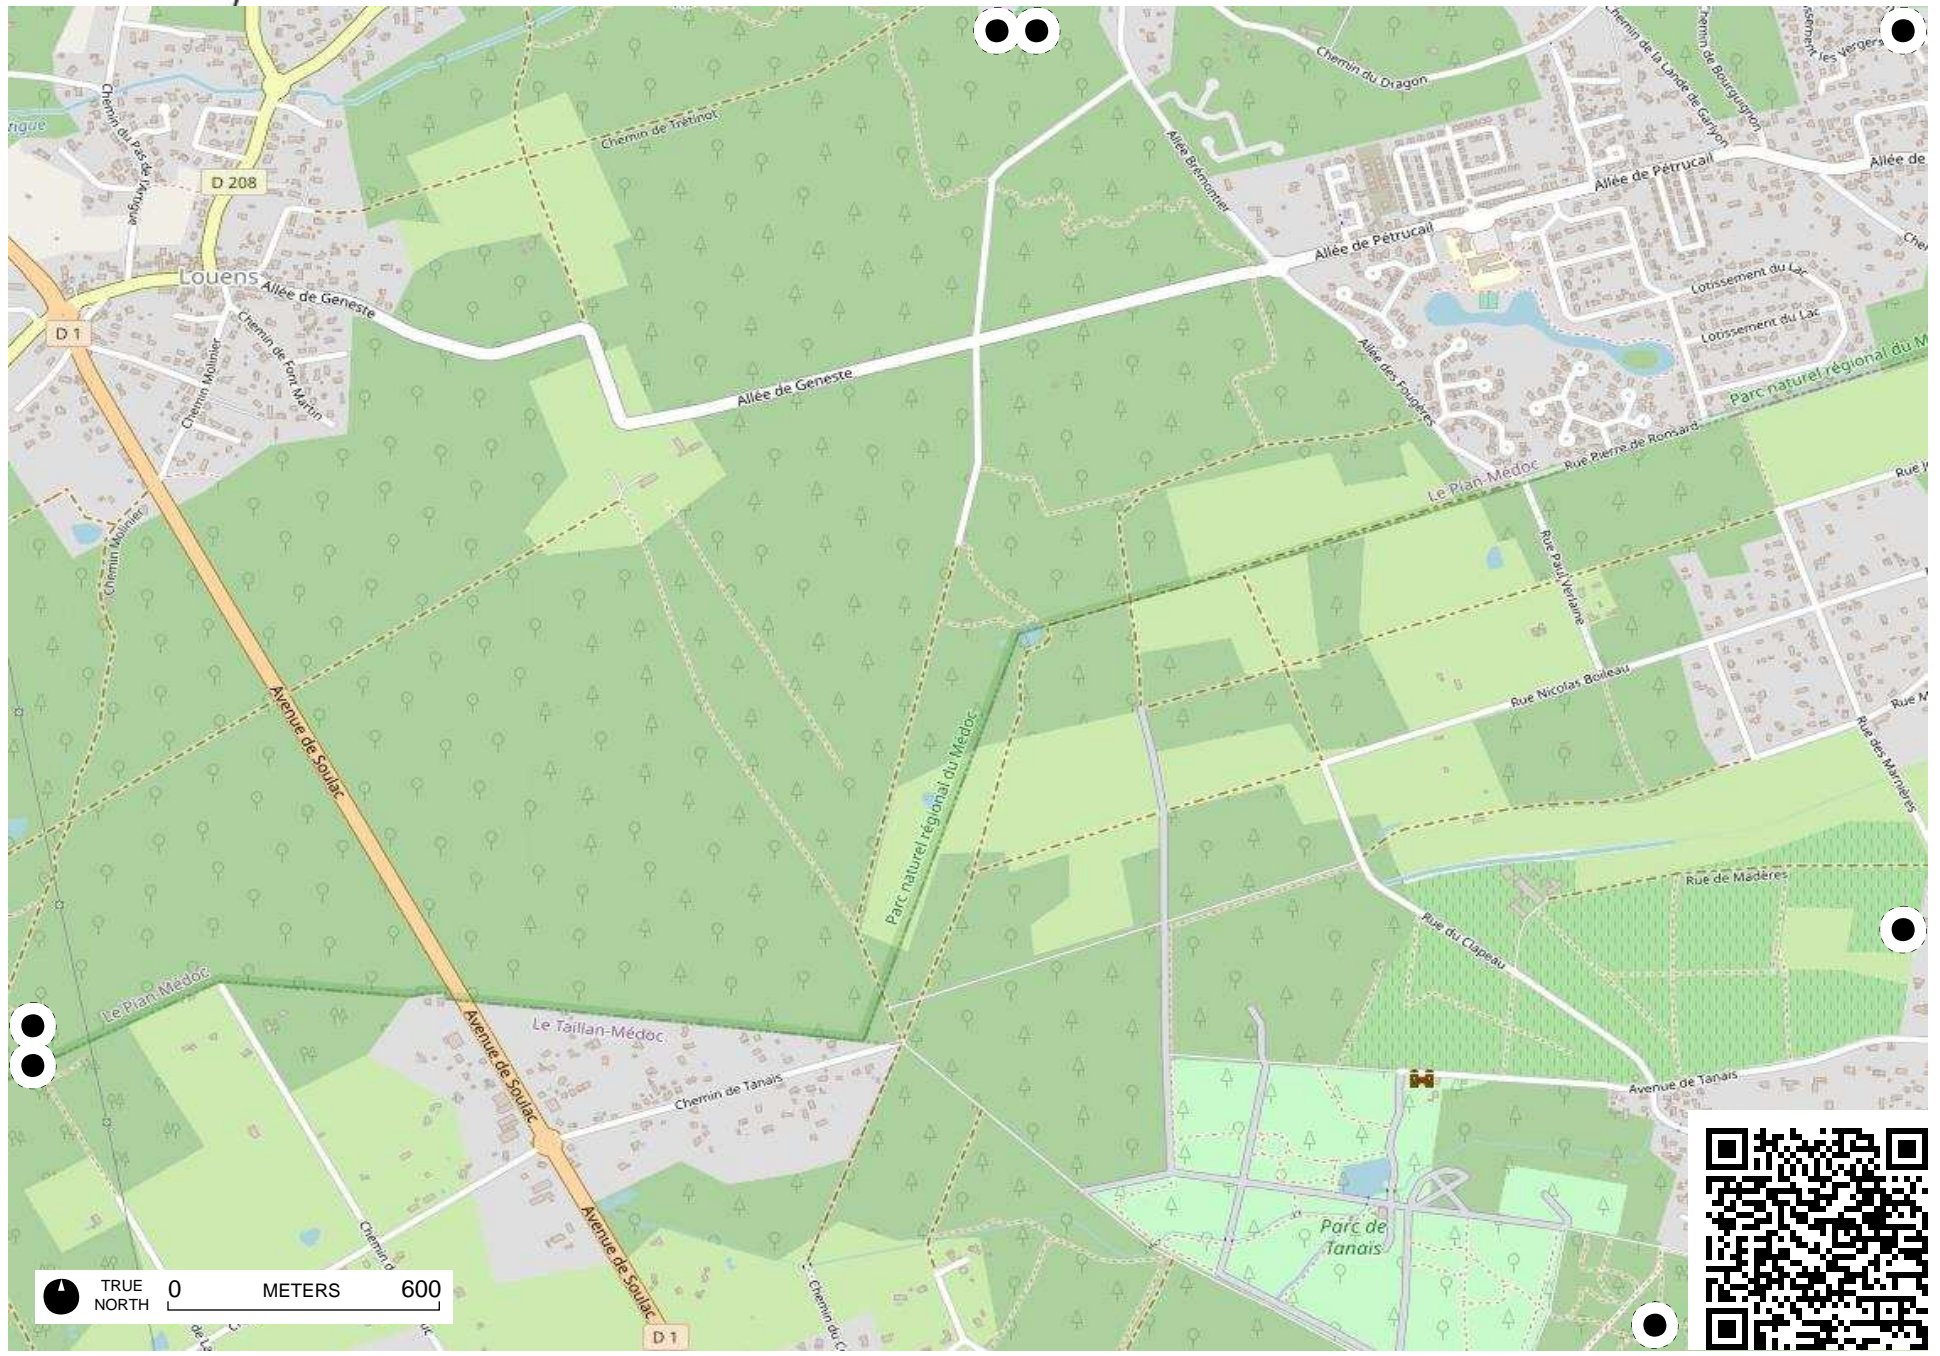 Chemin de la Lande de Garlyon
Chemin de Bourguignon
les Vergers
Chemin du Dragon
Chemin du Pas de l'Artigue
Chemin de Trétinot
Allée Brémontier
Allée de Pétrucail
Allée de
D 208
Allée de Pétrucail
Louens
Allée de Geneste
Lotissement du Lac
Lotissement du Lac
D 1
Chemin de Font Martin
Chemin Molinier
Allée des Fougères
Parc naturel régional du M
Allée de Geneste
Rue Pierre de Ronsard
Le Pian-Médoc
Chemin Molinier
Rue Paul Verlaine
Rue Nicolas Boileau
Rue M
Avenue de Soulac
Parc naturel régional du Médoc
Rue des Marnières
Rue de Madères
Rue du Clapeau
Le Pian-Médoc
Le Taillan-Médoc
Avenue de Soulac
Chemin de Tanais
Avenue de Tanais
Avenue de Soulac
Parc de
Tanais
TRUE
NORTH
0 METERS 600
D 1